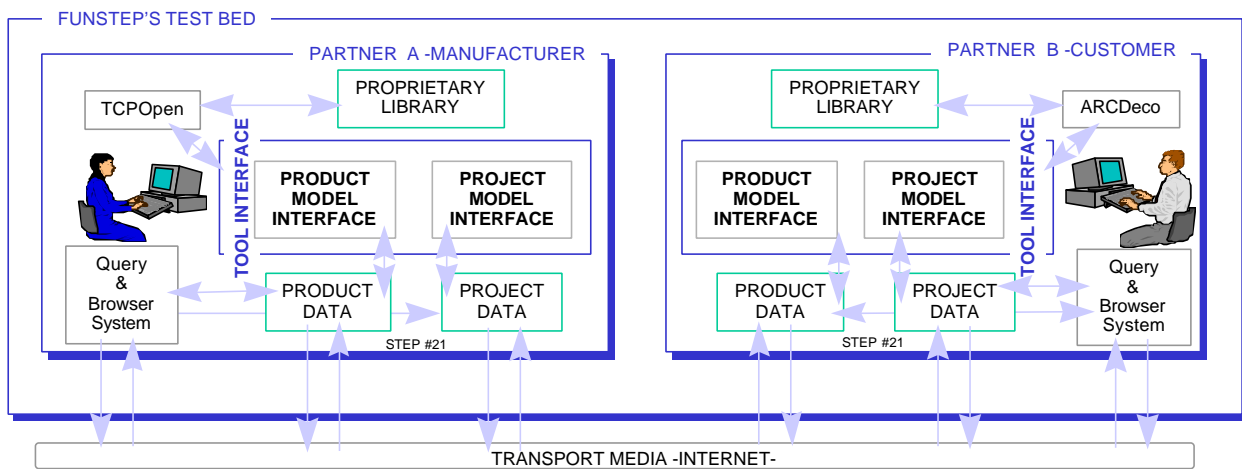 FUNSTEP'S TEST BED
PARTNER A -MANUFACTURER
TCPOpen
PROPRIETARY
LIBRARY
TOOL INTERFACE
PRODUCT
MODEL
INTERFACE
PROJECT
MODEL
INTERFACE
Query
&
Browser
System
PRODUCT
DATA
PROJECT
DATA
STEP #21
PARTNER B -CUSTOMER
PROPRIETARY
LIBRARY
ARCDeco
PRODUCT
MODEL
INTERFACE
PROJECT
MODEL
INTERFACE
TOOL INTERFACE
PRODUCT
DATA
PROJECT
DATA
Query
&
Browser
System
STEP #21
TRANSPORT MEDIA -INTERNET-